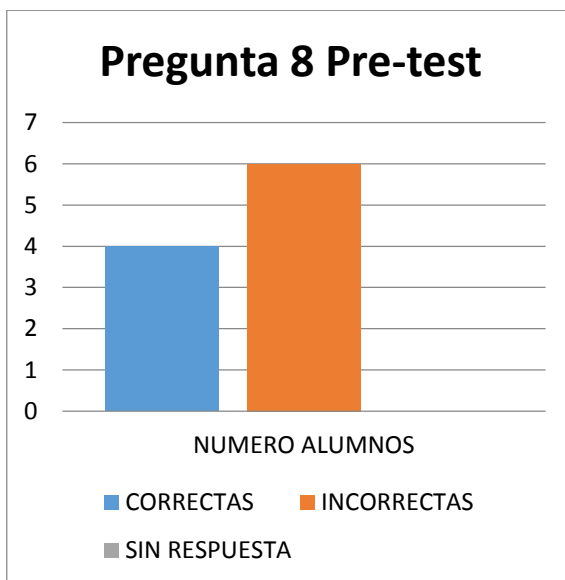 Pregunta 8 Pre-test
7
6
5
4
3
2
1
0
NUMERO ALUMNOS
CORRECTAS INCORRECTAS
SIN RESPUESTA